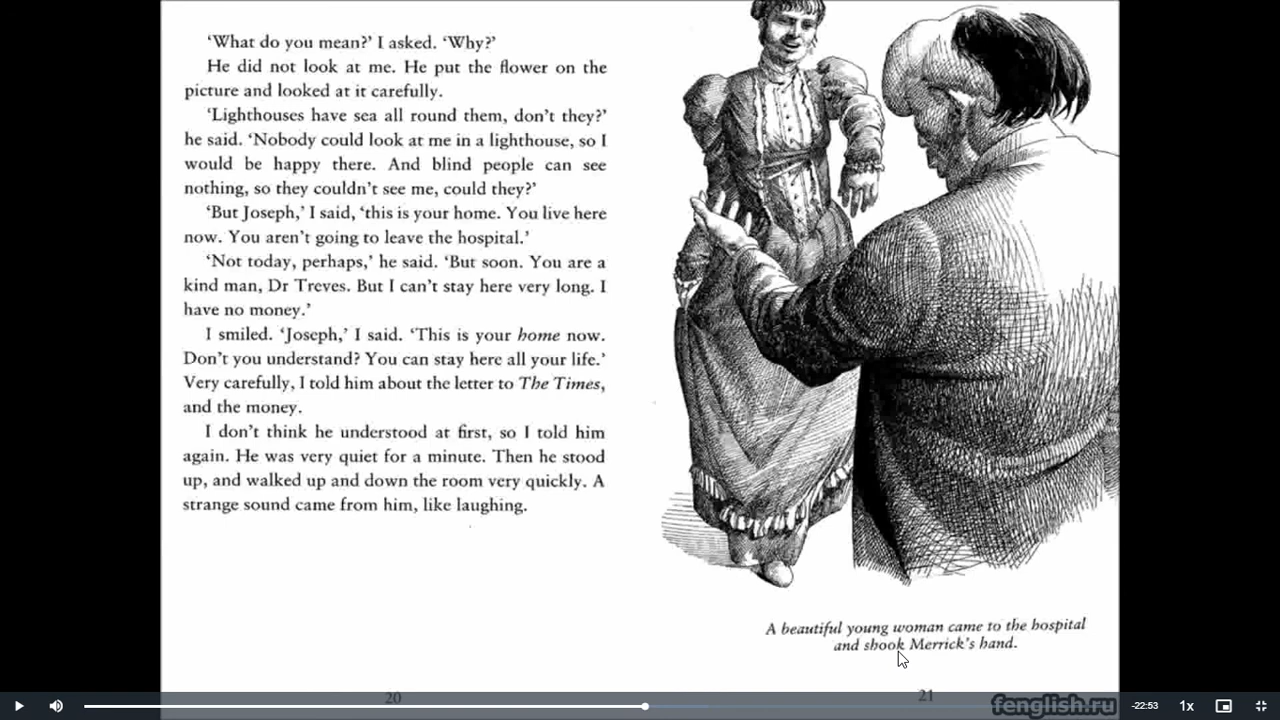 ‘What do you mean?’ I asked. ‘Why?’
He did not look at me. He put the flower on the
picture and looked at it carefully.
‘Lighthouses have sea all round them, don’t they?’
he said. ‘Nobody could look at me in a lighthouse, so I
would be happy there. And blind people can see
nothing, so they couldn’t see me, could they?’
‘But Joseph,’ I said, ‘this is your home. You live here
now. You aren’t going to leave the hospital.’
‘Not today, perhaps,’ he said. ‘But soon. You are a
kind man, Dr Treves. But I can’t stay here very long. I
have no money.’
I smiled. ‘Joseph,’ I said. ‘This is your home now.
Don’t you understand? You can stay here all your life.’
Very carefully, I told him about the letter to The Times,
and the money.
I don’t think he understood at first, so I told him
again. He was very quiet for a minute. Then he stood
up, and walked up and down the room very quickly. A
strange sound came from him, like laughing.
A beautiful young woman came to the hospital
and shook Merrick’s hand.
20
21
fenglish.ru
-22:53
1x